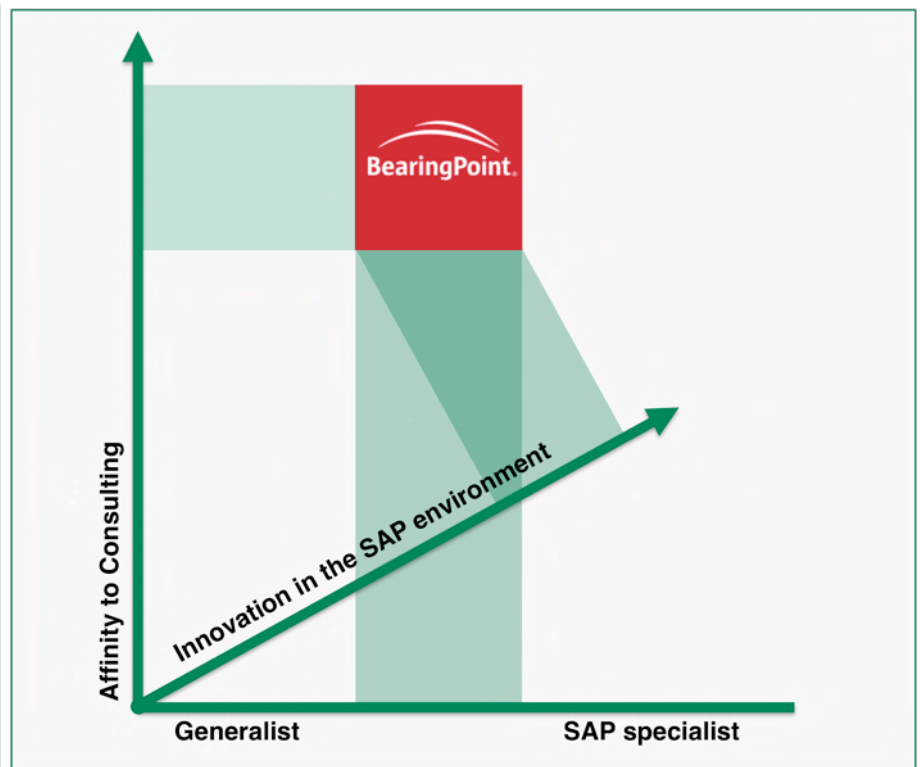 BearingPoint.
Affinity to Consulting
Innovation in the SAP environment
Generalist
SAP specialist